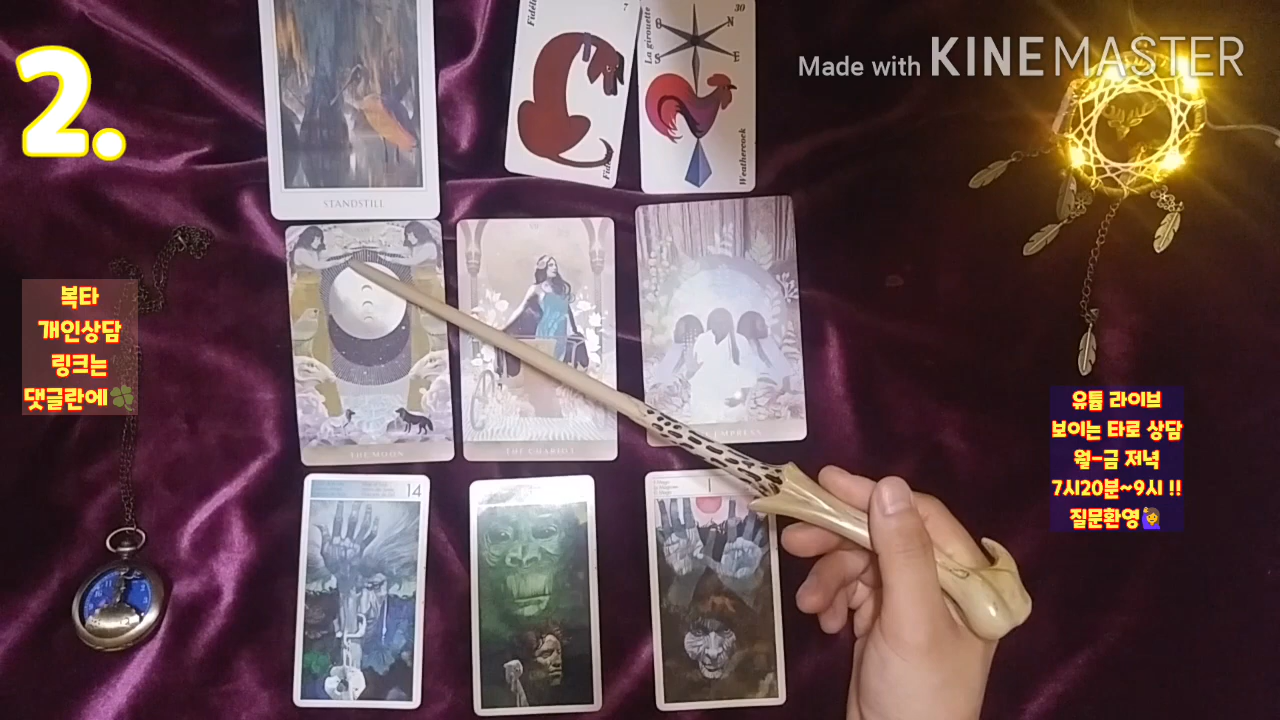 2.
Made with KINEMASTER
30
La girouette
N
S
E
Weathercock
STANDSTILL
THE MOON
THE CHARIOT
EMPRESS
14
I
복타
개인상담
링크는
댓글란에🍀
유튭 라이브
보이는 타로 상담
월-금 저녁
7시20분~9시 !!
질문환영🙋‍♀️